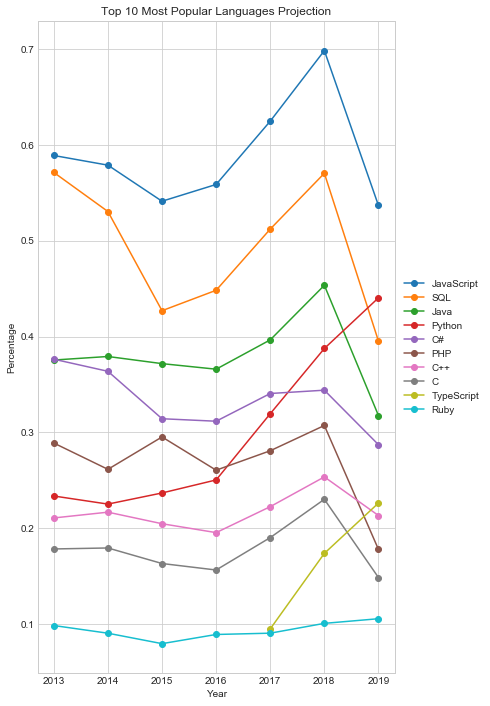 Top 10 Most Popular Languages Projection
0.7
0.6
0.5
0.4
0.3
0.2
0.1
Percentage
2013 2014 2015 2016 2017 2018 2019
Year
JavaScript
SQL
Java
Python
C#
PHP
C++
C
TypeScript
Ruby